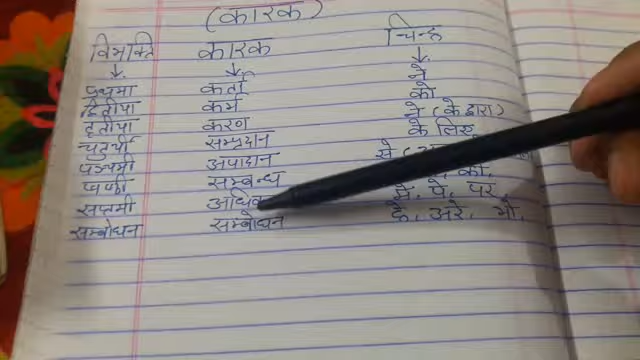 (कारक)
विभक्ति कारक चिन्ह
प्रथमा कर्ता ने
द्वितीया कर्म को
तृतीया करण ने (के द्वारा)
चतुर्थी सम्प्रदान के लिए
पञ्चमी अपादान से
षष्ठी सम्बन्ध की,
सप्तमी में, पे, पर
सम्बोधन सम्बोधन हे, अरे, भो,